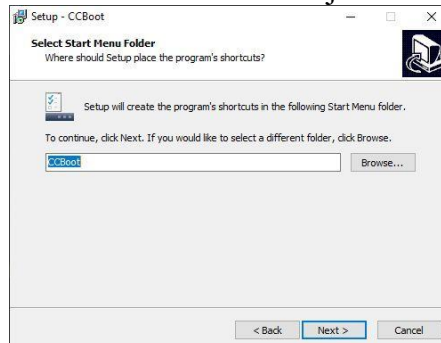 Setup - CCBoot
Select Start Menu Folder
Where should Setup place the program's shortcuts?
Setup will create the program's shortcuts in the following Start Menu folder.
To continue, click Next. If you would like to select a different folder, click Browse.
CCBoot
Browse...
< Back
Next >
Cancel